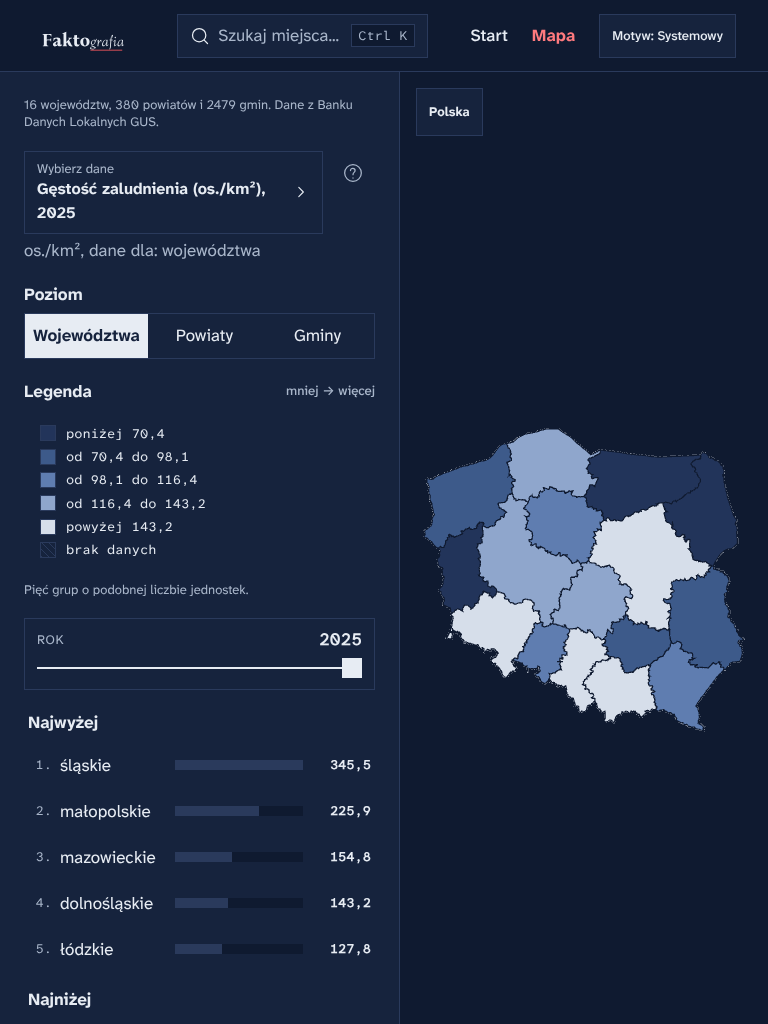 Faktografia
Szukaj miejsca...
Ctrl K
Start
Mapa
Motyw: Systemowy
16 województw, 380 powiatów i 2479 gmin. Dane z Banku
Danych Lokalnych GUS.
Polska
Wybierz dane
Gęstość zaludnienia (os./km²),
2025
?
os./km², dane dla: województwa
Poziom
Województwa
Powiaty
Gminy
Legenda
mniej → więcej
poniżej 70,4
od 70,4 do 98,1
od 98,1 do 116,4
od 116,4 do 143,2
powyżej 143,2
brak danych
Pięć grup o podobnej liczbie jednostek.
ROK
2025
Najwyżej
1. śląskie 345,5
2. małopolskie 225,9
3. mazowieckie 154,8
4. dolnośląskie 143,2
5. łódzkie 127,8
Najniżej